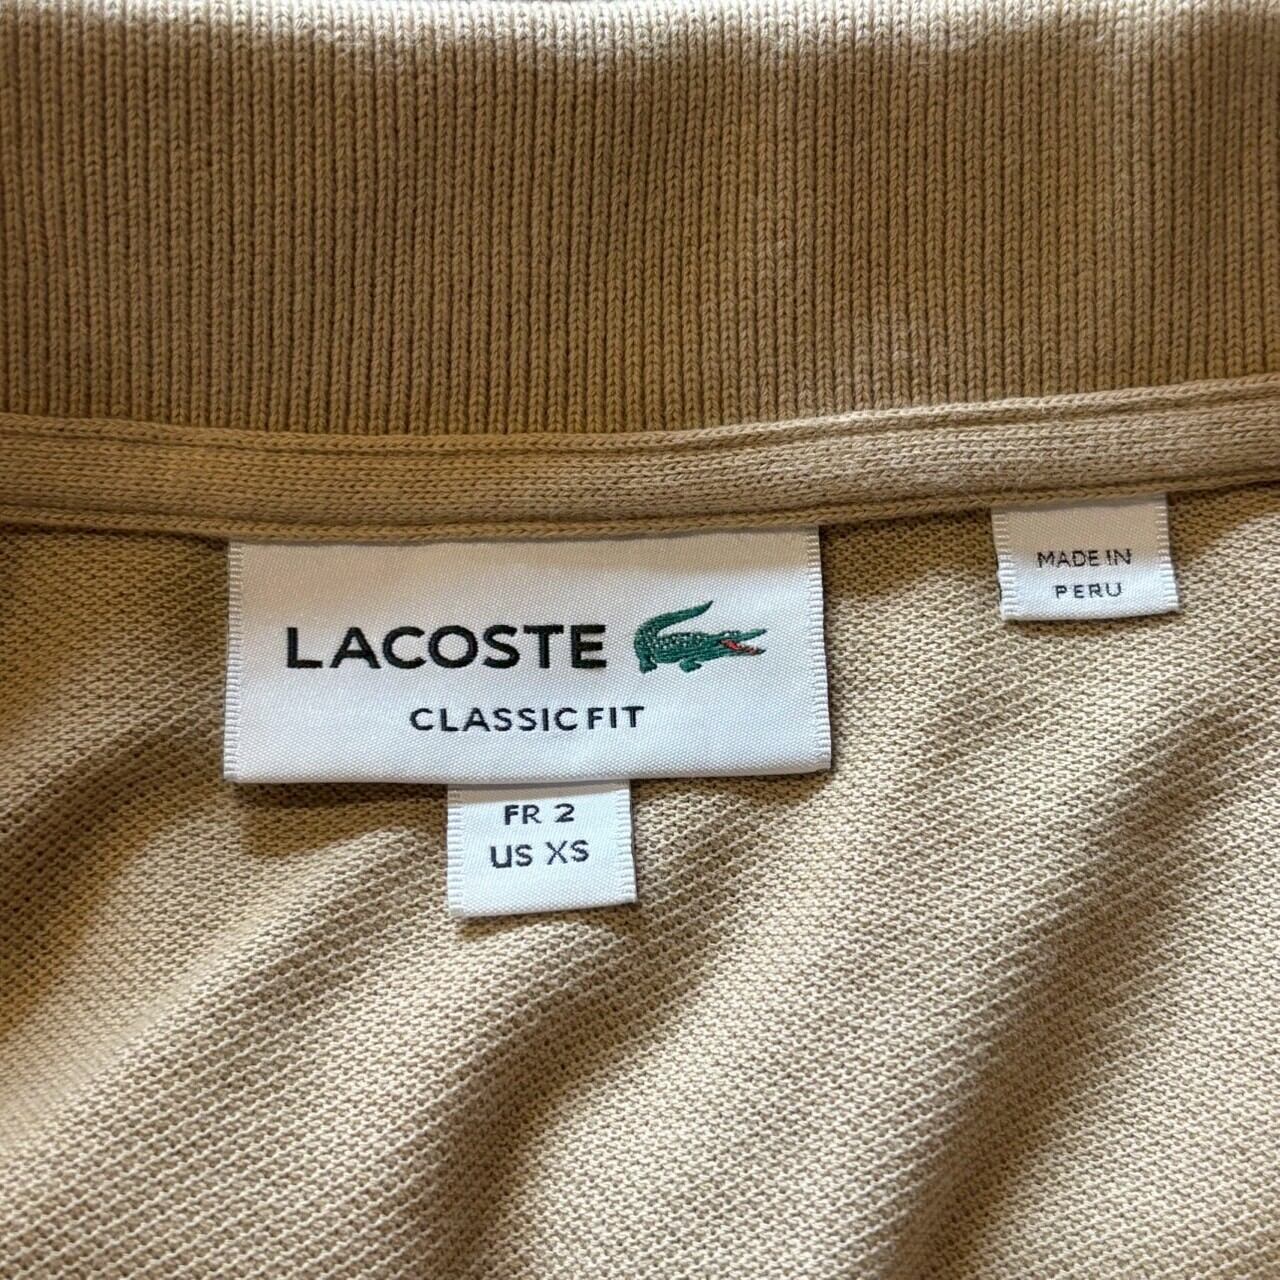 LACOSTE
CLASSIC FIT
FR 2
US XS
MADE IN
PERU